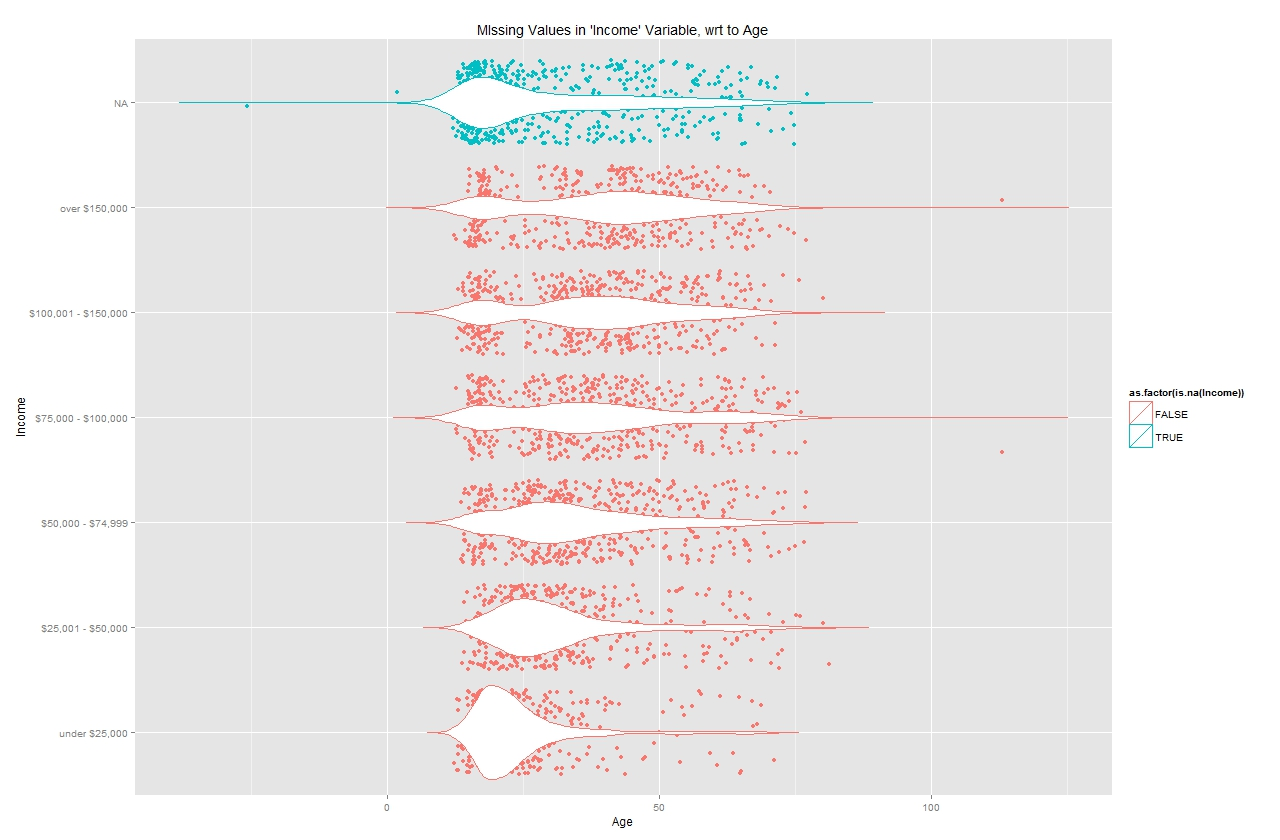 MIssing Values in 'Income' Variable, wrt to Age
NA
over $150,000
$100,001 - $150,000
$75,000 - $100,000
$50,000 - $74,999
$25,001 - $50,000
under $25,000
Income
0
50
100
Age
as.factor(is.na(Income))
FALSE
TRUE